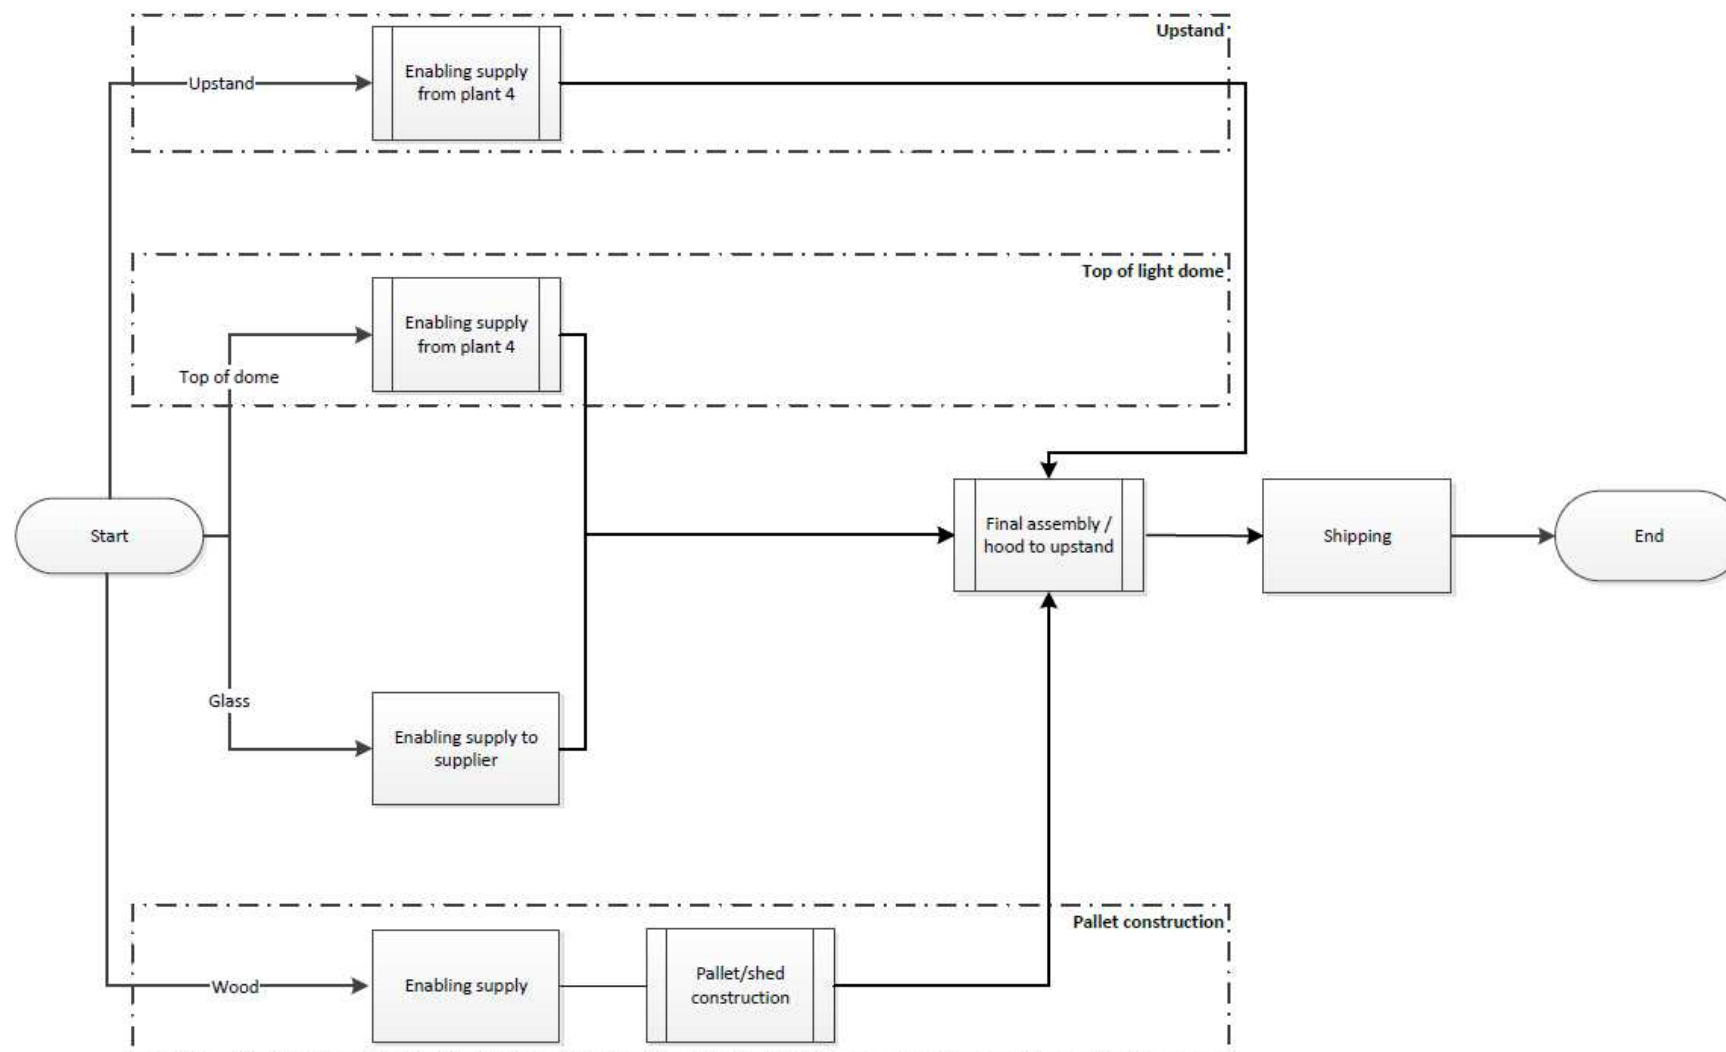 Upstand
Upstand
Enabling supply
from plant 4
Top of light dome
Enabling supply
from plant 4
Top of dome
Start
Final assembly /
hood to upstand
Shipping
End
Glass
Enabling supply to
supplier
Pallet construction
Wood
Enabling supply
Pallet/shed
construction